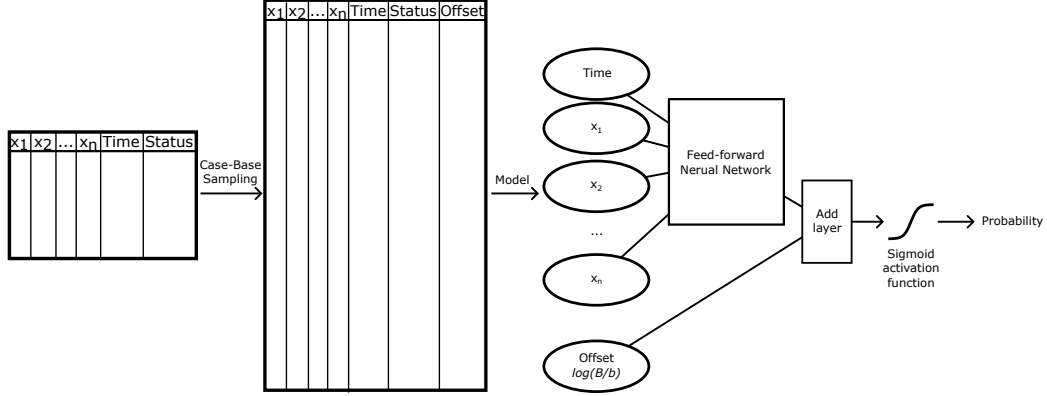 x1 x2 ... xn Time Status
Case-Base
Sampling
x1 x2 ... xn Time Status Offset
Model
Time
x1
x2
...
xn
Offset
log(B/b)
Feed-forward
Nerual Network
Add
layer
Sigmoid
activation
function
Probability